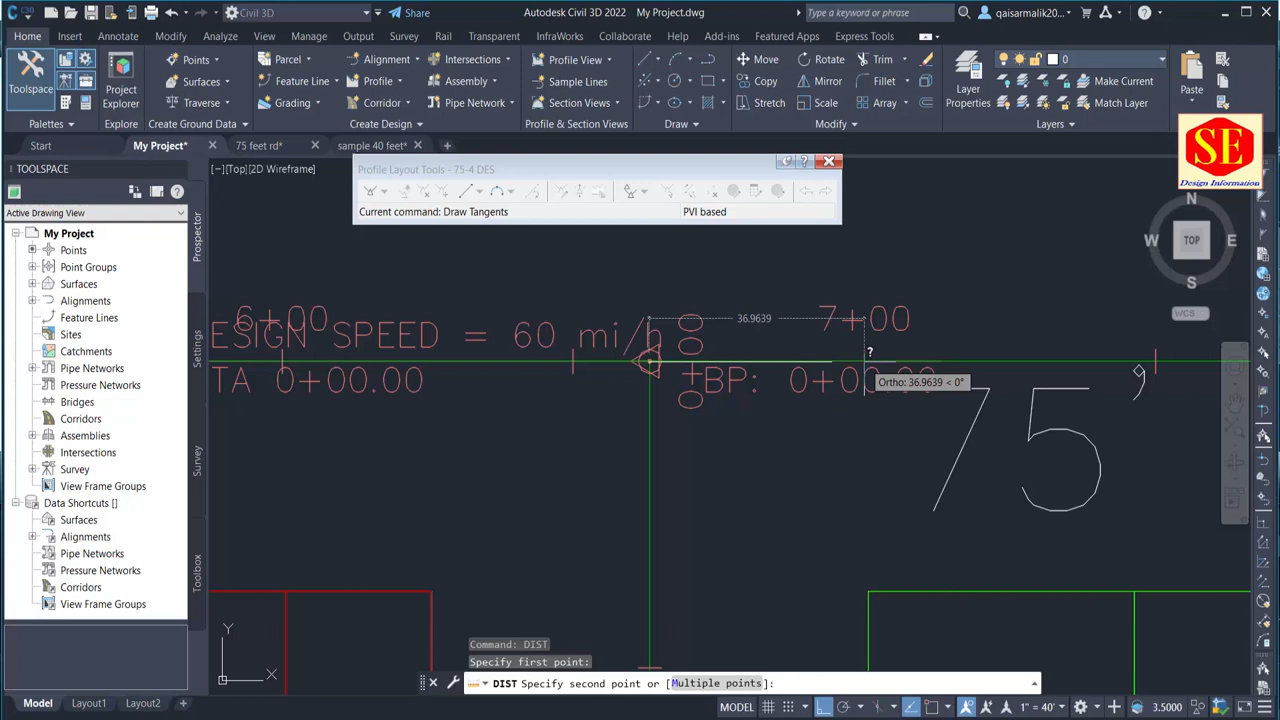 Civil 3D
Share
Autodesk Civil 3D 2022 My Project.dwg
Type a keyword or phrase
qaisarmalik20...
Home Insert Annotate Modify Analyze View Manage Output Survey Rail Transparent InfraWorks Collaborate Help Add-ins Featured Apps Express Tools
Toolspace
Palettes
Project Explorer
Explore
Points
Surfaces
Traverse
Create Ground Data
Parcel
Feature Line
Grading
Alignment
Profile
Corridor
Intersections
Assembly
Pipe Network
Create Design
Profile View
Sample Lines
Section Views
Profile & Section Views
Draw
Move
Copy
Stretch
Rotate
Mirror
Scale
Trim
Fillet
Array
Modify
Layer Properties
0
Make Current
Match Layer
Layers
Paste
Start
My Project*
75 feet rd*
sample 40 feet*
SE
Design Information
TOOLSPACE
Active Drawing View
My Project
Points
Point Groups
Surfaces
Alignments
Feature Lines
Sites
Catchments
Pipe Networks
Pressure Networks
Bridges
Corridors
Assemblies
Intersections
Survey
View Frame Groups
Data Shortcuts []
Surfaces
Alignments
Pipe Networks
Pressure Networks
Corridors
View Frame Groups
Prospector
Settings
Survey
Toolbox
[−][Top][2D Wireframe]
Profile Layout Tools - 75-4 DES
Current command: Draw Tangents
PVI based
N
W TOP E
S
WCS
6+00
36.9639
7+00
ESIGN SPEED = 60 mi/h
0+00
TA 0+00.00
BP: 0+00.00
Ortho: 36.9639 < 0°
75'
Y
X
Command: DIST
Specify first point:
DIST Specify second point or [Multiple points]:
Model Layout1 Layout2
MODEL
1" = 40'
3.5000